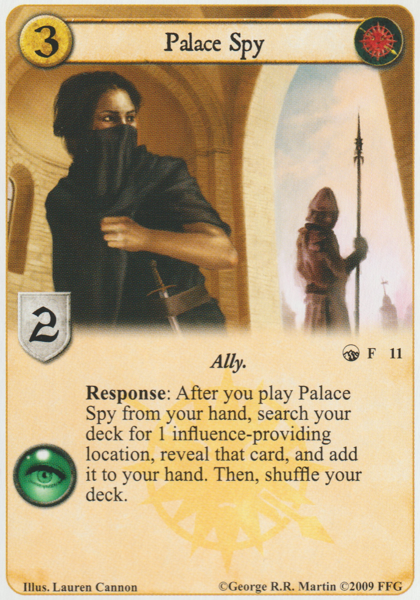 3
Palace Spy
2
Ally.
F 11
Response: After you play Palace
Spy from your hand, search your
deck for 1 influence-providing
location, reveal that card, and add
it to your hand. Then, shuffle your
deck.
Illus. Lauren Cannon
©George R.R. Martin ©2009 FFG